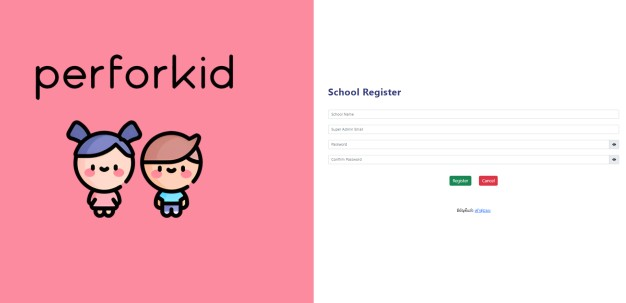 perforkid
School Register
School Name
Super Admin Email
Password
Confirm Password
Register Cancel